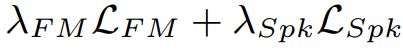 λ_{FM} ℒ_{FM} + λ_{Spk} ℒ_{Spk}